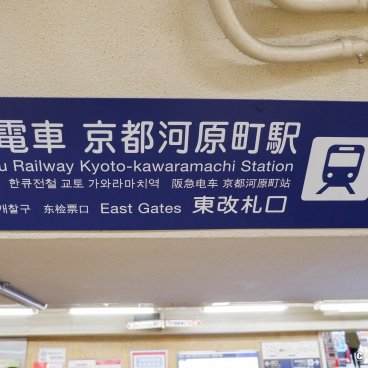 電車 京都河原町駅
u Railway Kyoto-kawaramachi Station
한큐전철 교토 가와라마치역 阪急电车 京都河原町站
개찰구 东检票口 East Gates 東改札口